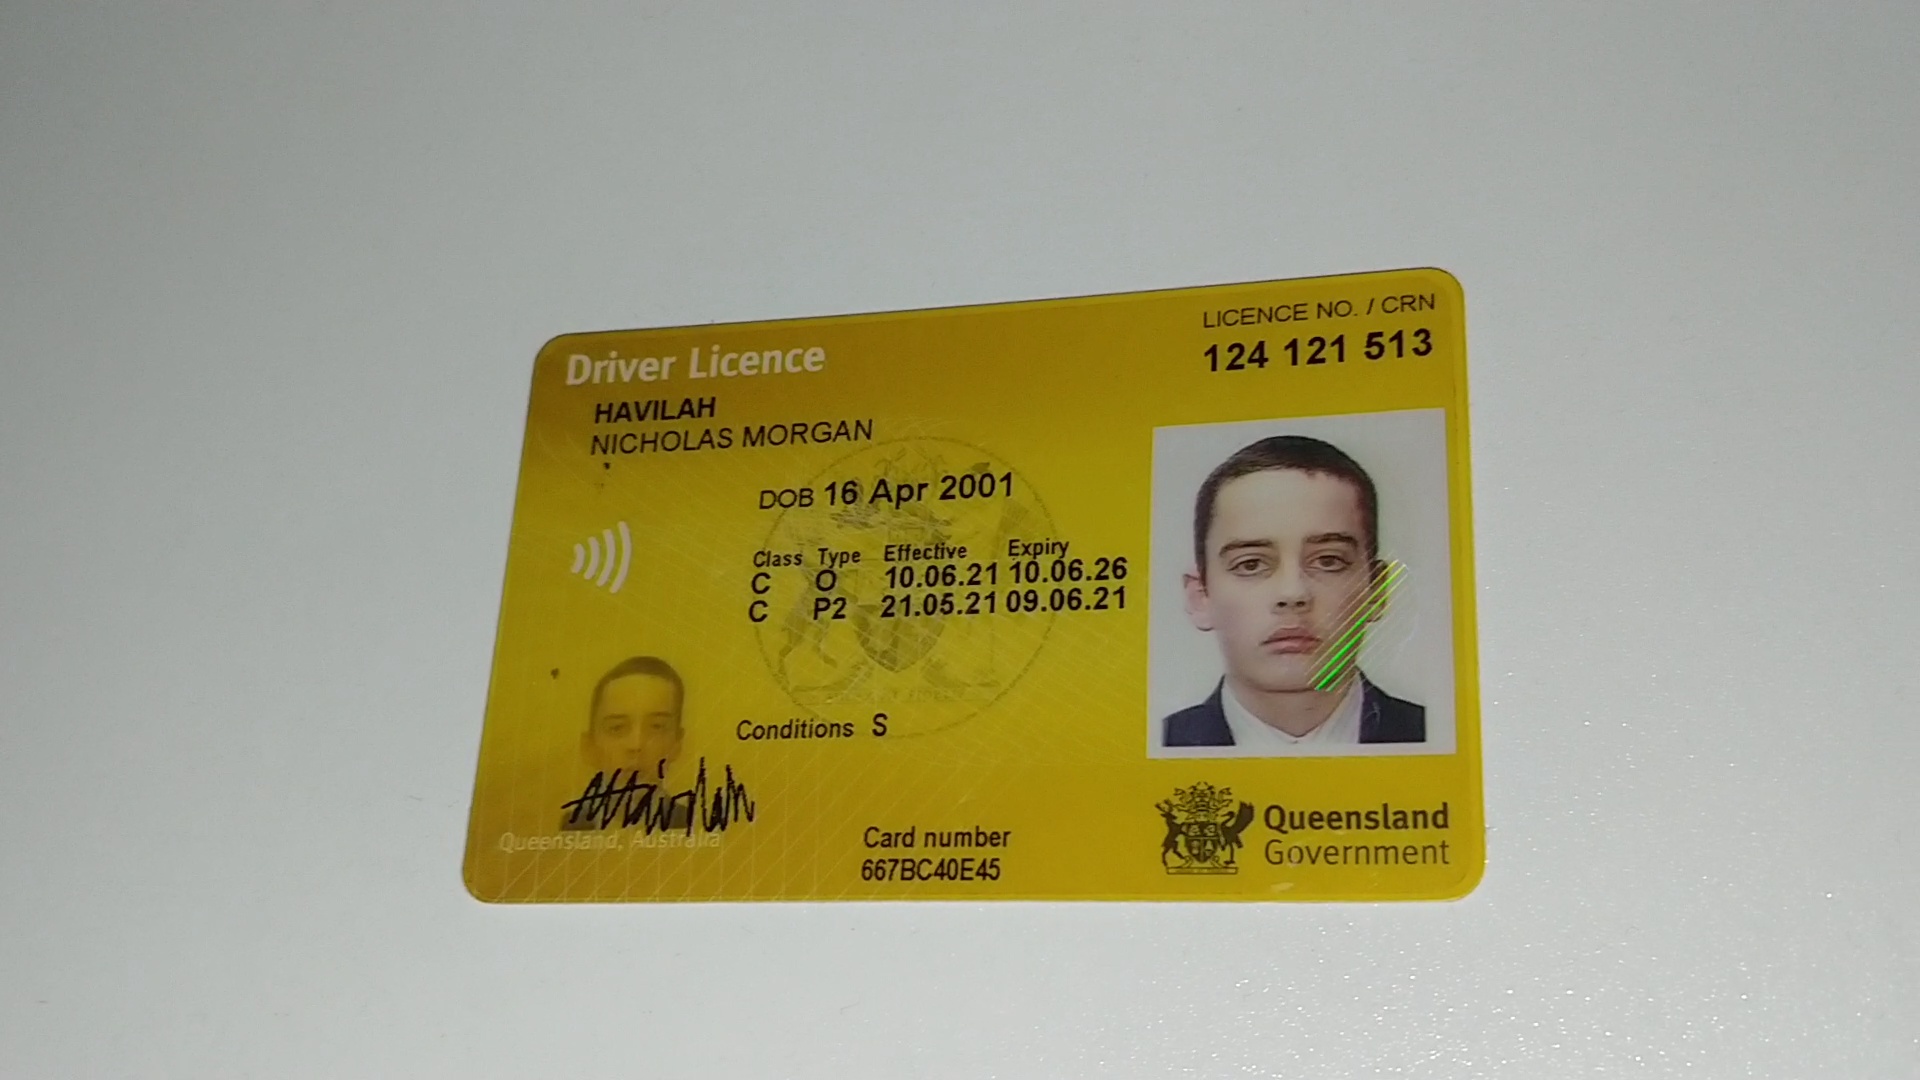 Driver Licence
LICENCE NO. / CRN
124 121 513
HAVILAH
NICHOLAS MORGAN
DOB 16 Apr 2001
Class Type Effective Expiry
C O 10.06.21 10.06.26
C P2 21.05.21 09.06.21
Conditions S
Queensland, Australia
Card number
667BC40E45
Queensland
Government